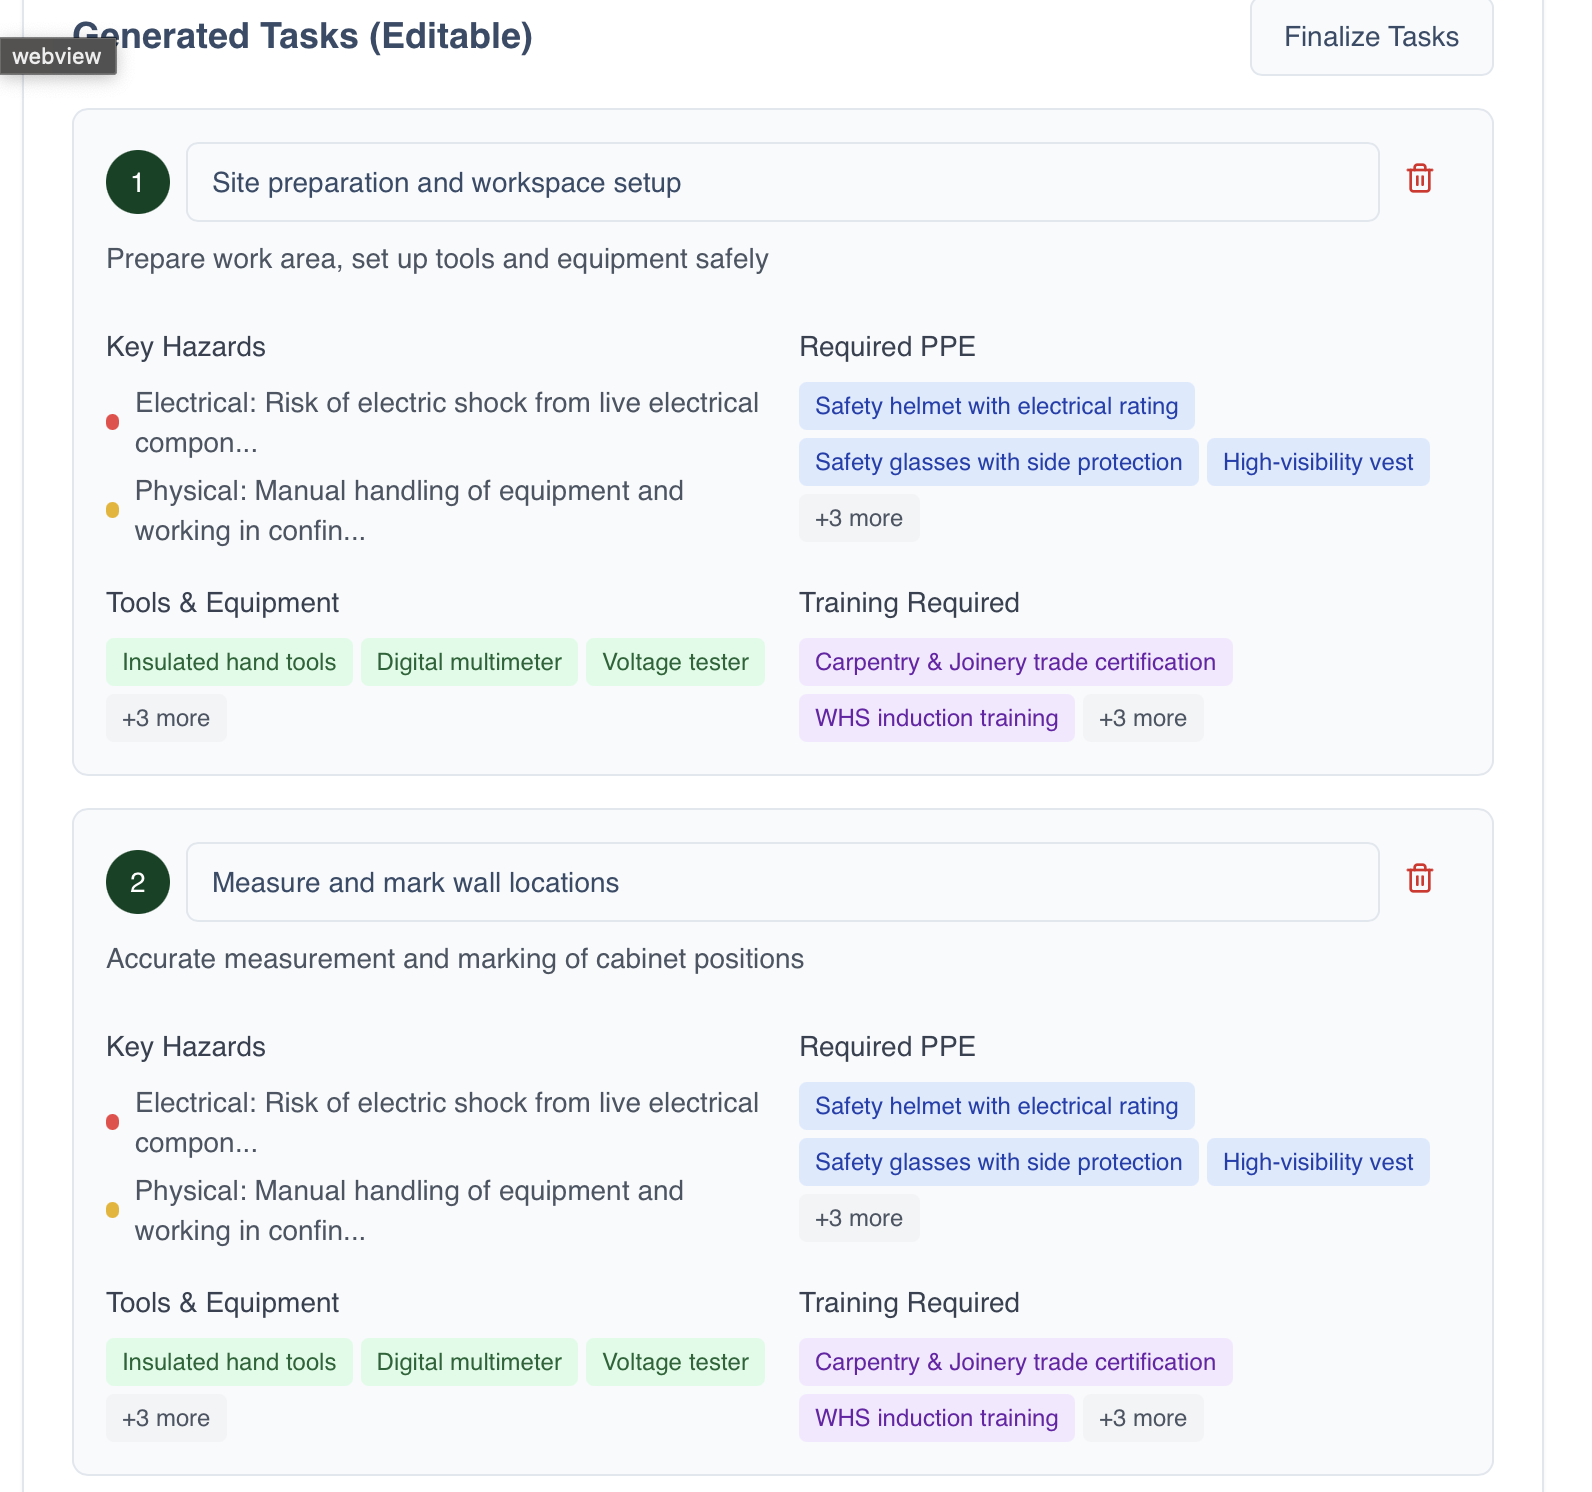 Generated Tasks (Editable)
Finalize Tasks
webview
1
Site preparation and workspace setup
Prepare work area, set up tools and equipment safely
Key Hazards
Electrical: Risk of electric shock from live electrical
compon...
Physical: Manual handling of equipment and
working in confin...
Required PPE
Safety helmet with electrical rating
Safety glasses with side protection
High-visibility vest
+3 more
Tools & Equipment
Insulated hand tools
Digital multimeter
Voltage tester
+3 more
Training Required
Carpentry & Joinery trade certification
WHS induction training
+3 more
2
Measure and mark wall locations
Accurate measurement and marking of cabinet positions
Key Hazards
Electrical: Risk of electric shock from live electrical
compon...
Physical: Manual handling of equipment and
working in confin...
Required PPE
Safety helmet with electrical rating
Safety glasses with side protection
High-visibility vest
+3 more
Tools & Equipment
Insulated hand tools
Digital multimeter
Voltage tester
+3 more
Training Required
Carpentry & Joinery trade certification
WHS induction training
+3 more